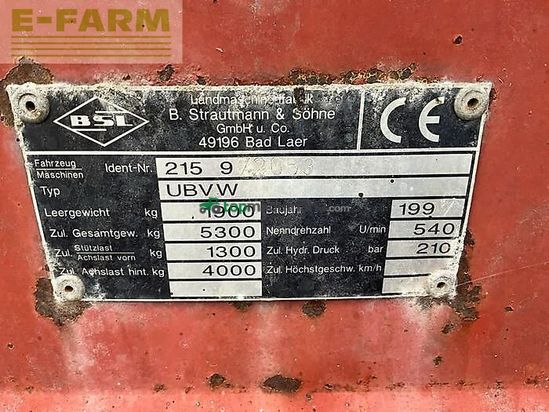 E-FARM
BSL
Landmaschinenfabrik
B. Strautmann & Söhne
GmbH u. Co.
49196 Bad Laer
CE
Fahrzeug Maschinen Ident-Nr. 215 9
Typ UBVW
Leergewicht kg 1900 Baujahr 199
Zul. Gesamtgew. kg 5300 Nenndrehzahl U/min 540
Zul. Stützlast Achslast vorn kg 1300 Zul. Hydr. Druck bar 210
Zul. Achslast hint. kg 4000 Zul. Höchstgeschw. km/h